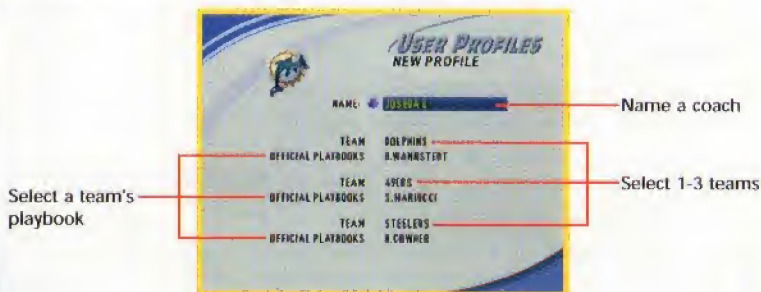 USER PROFILES
NEW PROFILE
NAME:
Name a coach
TEAM DOLPHINS
OFFICIAL PLAYBOOKS D.WANNSTEDT
Select a team's
playbook
TEAM 49ERS
OFFICIAL PLAYBOOKS S.MARIUCCI
Select 1-3 teams
TEAM STEELERS
OFFICIAL PLAYBOOKS B.COWHER